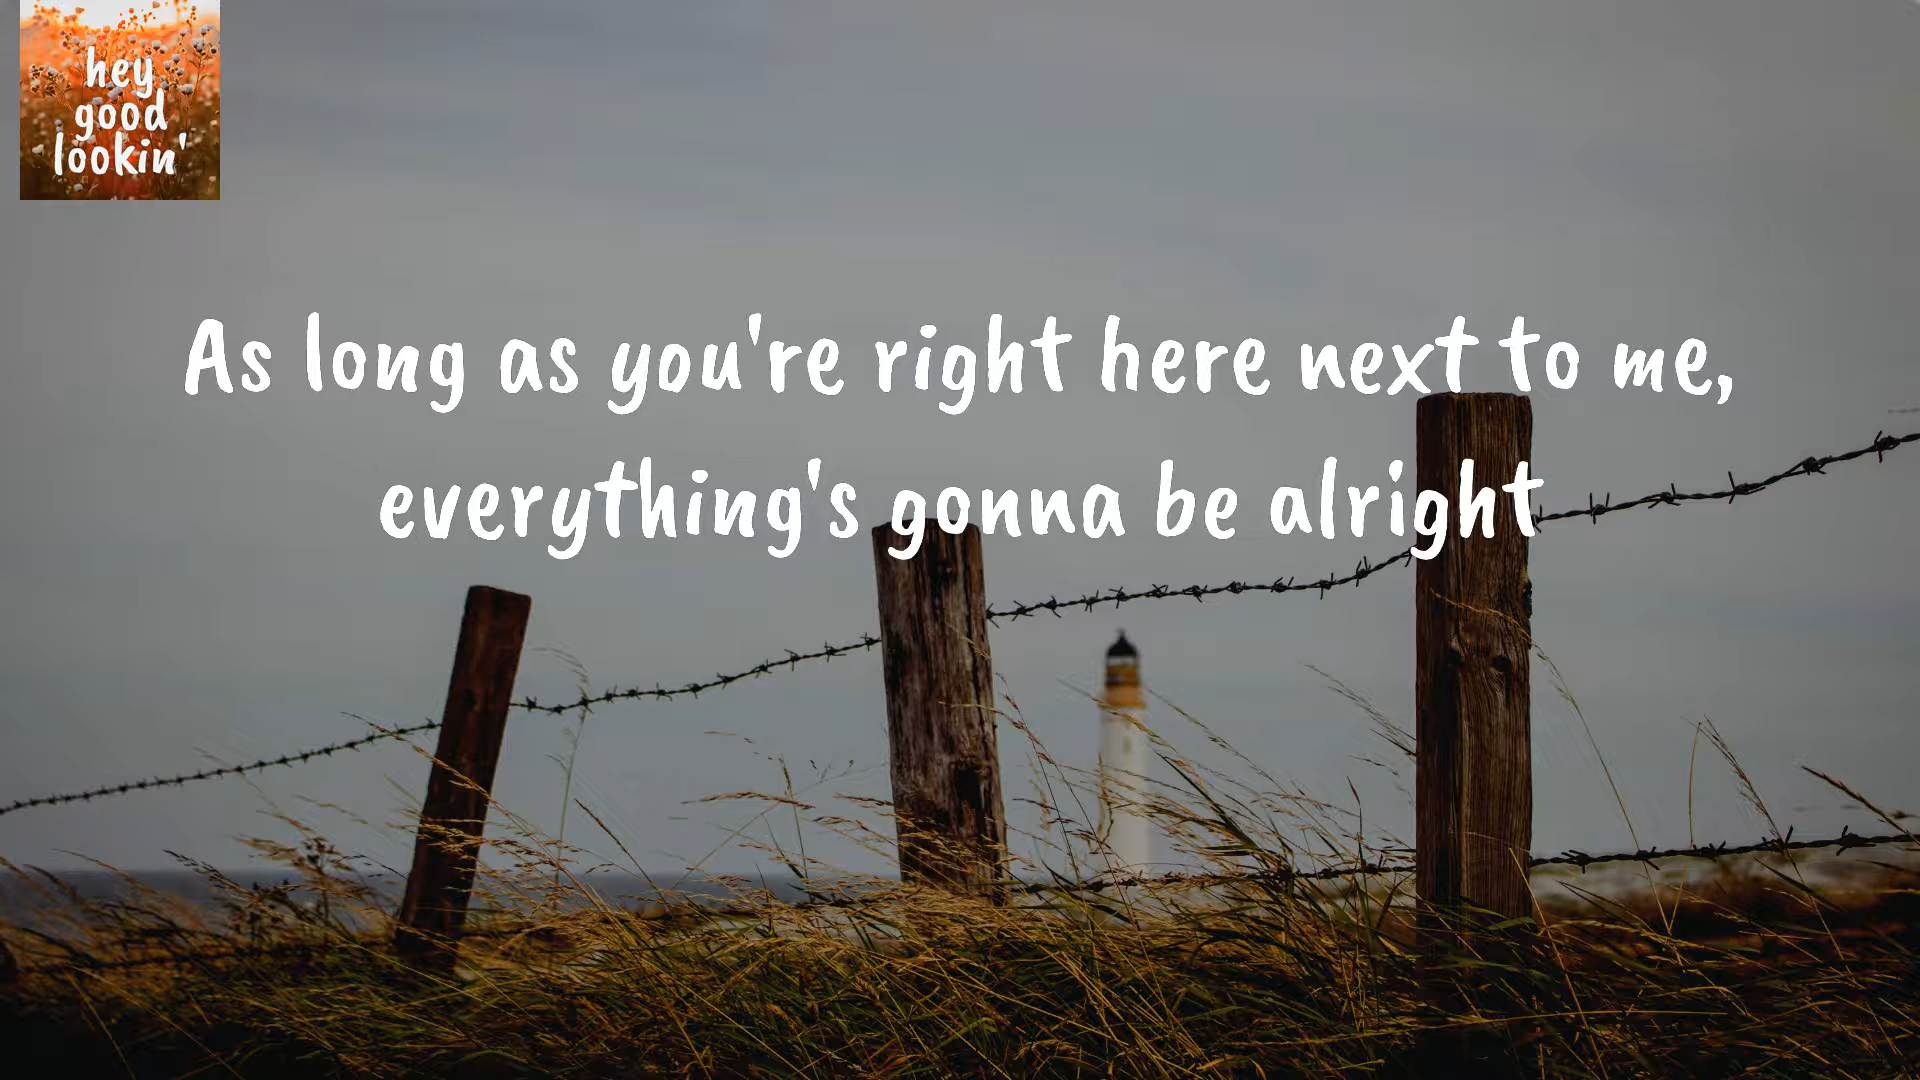 hey
good
lookin'
As long as you're right here next to me,
everything's gonna be alright